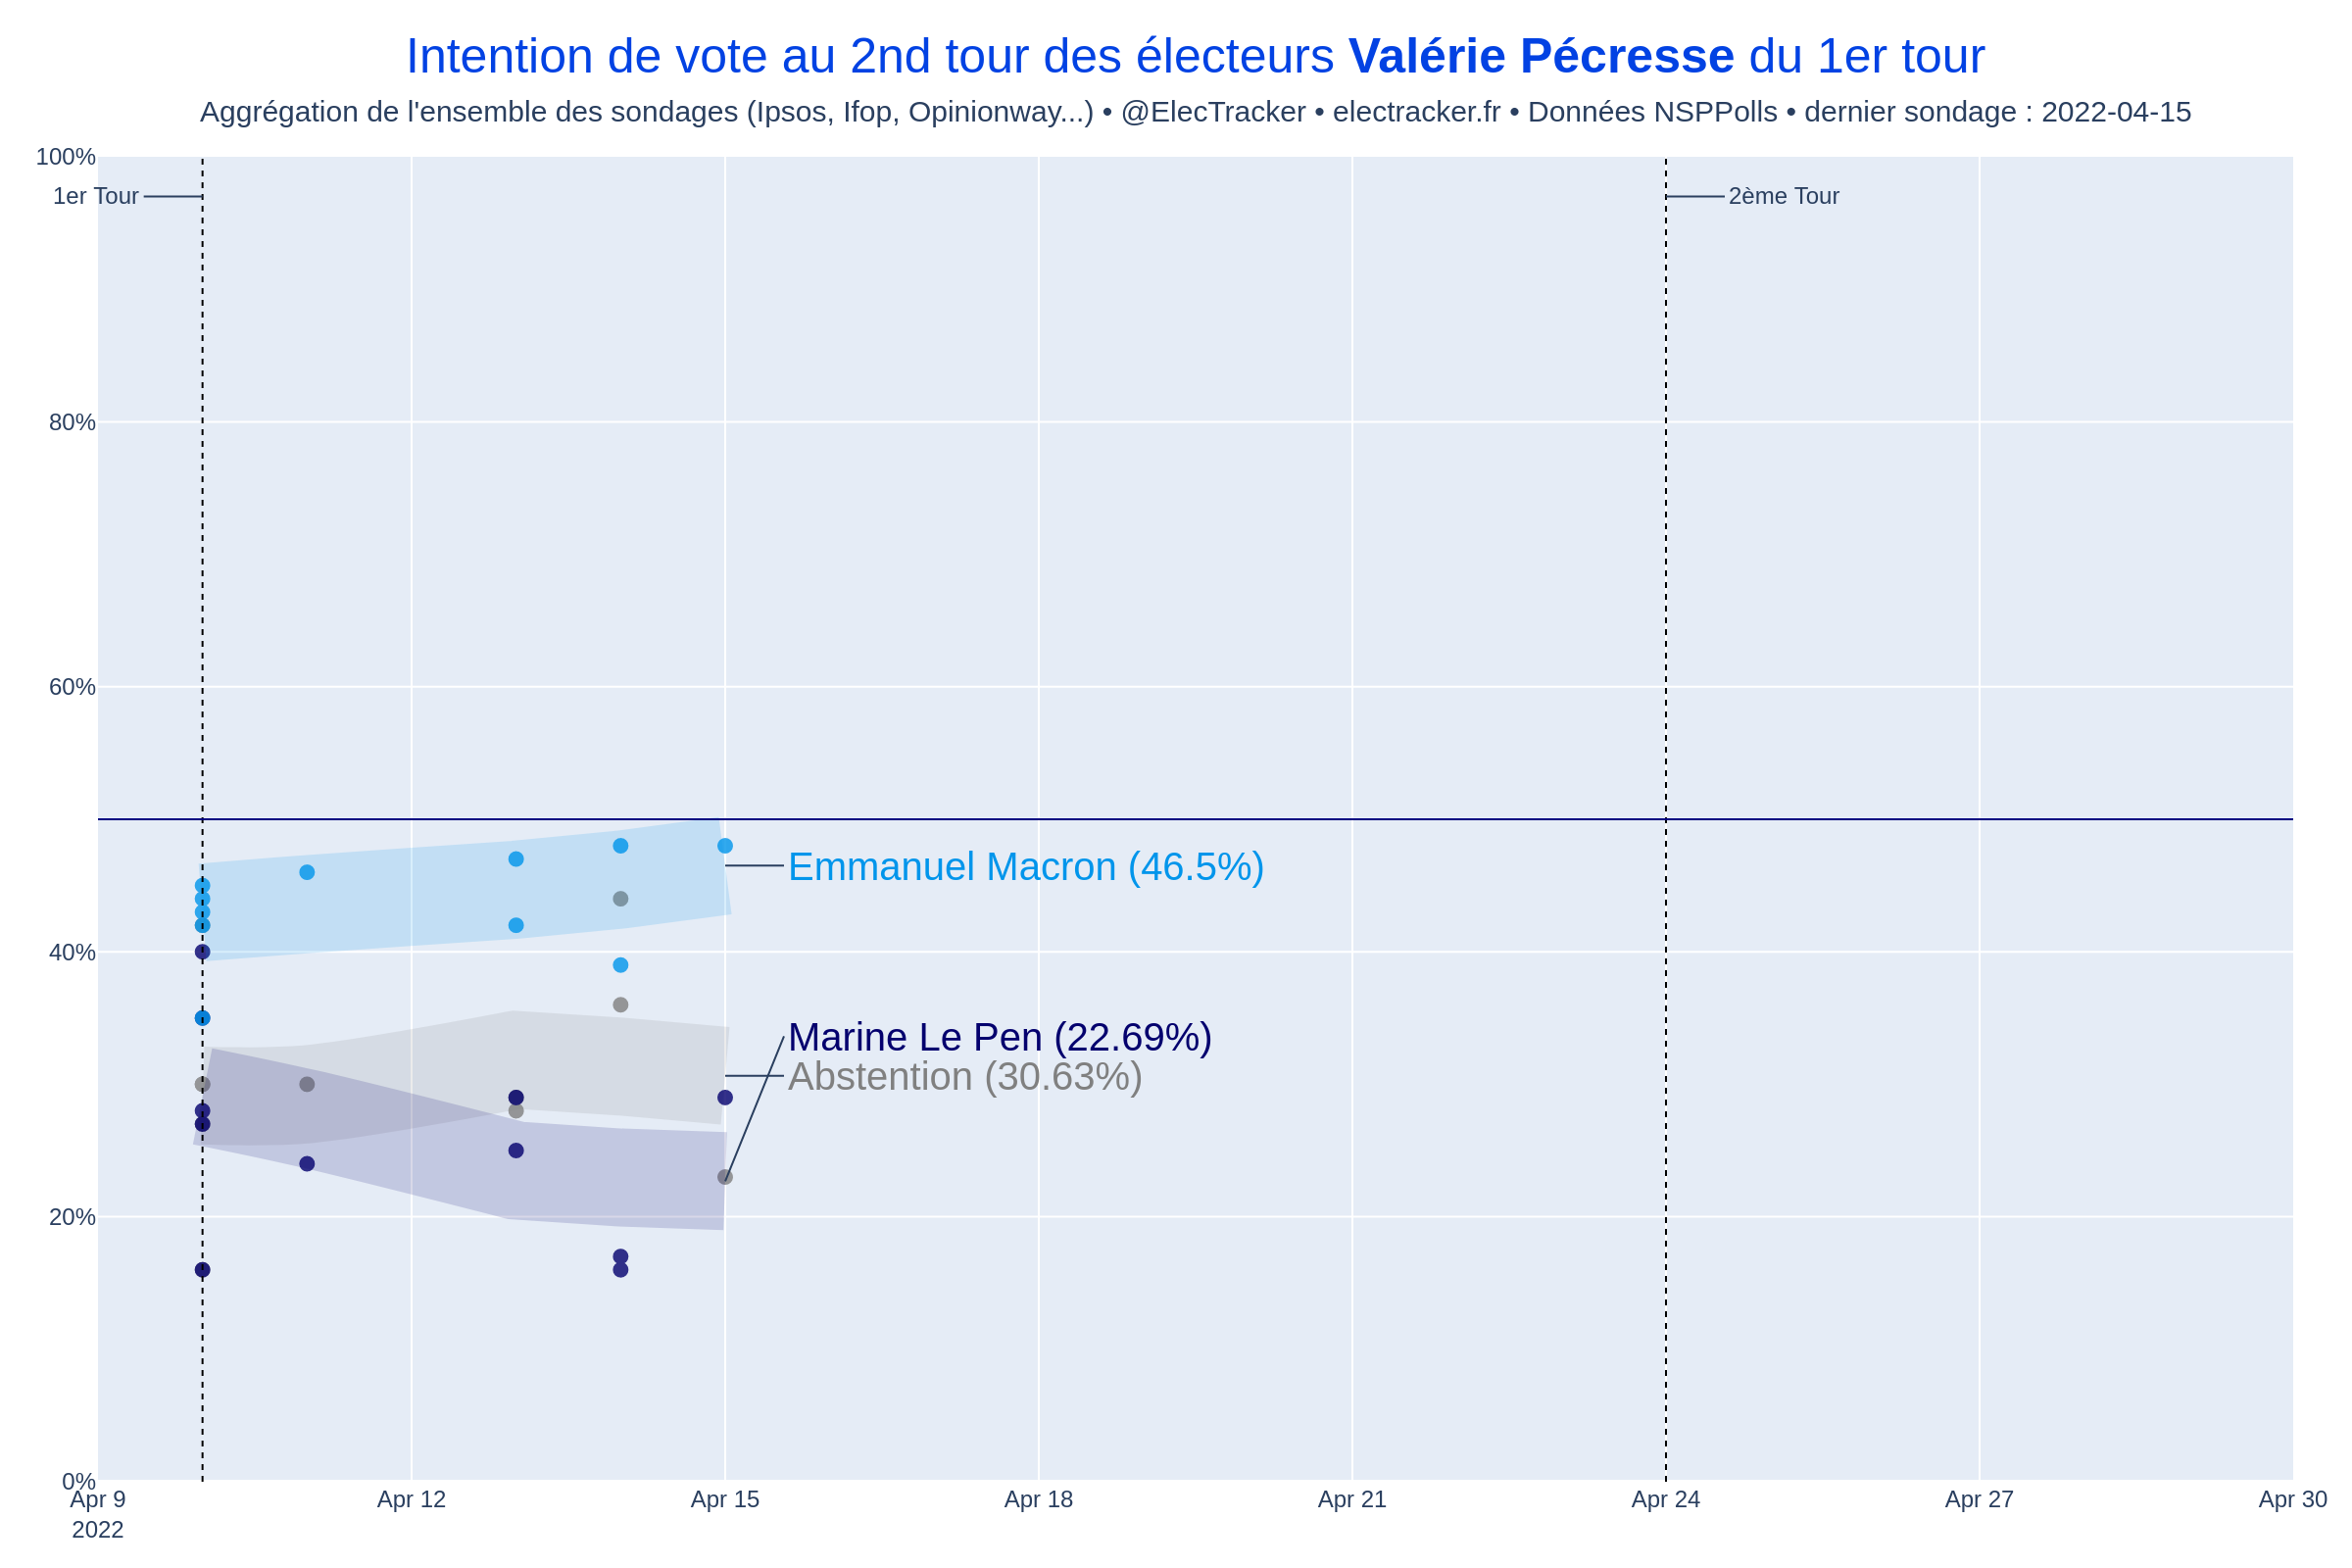 Intention de vote au 2nd tour des électeurs Valérie Pécresse du 1er tour
Aggrégation de l'ensemble des sondages (Ipsos, Ifop, Opinionway...) • @ElecTracker • electracker.fr • Données NSPPolls • dernier sondage : 2022-04-15
100%
1er Tour
2ème Tour
80%
60%
Emmanuel Macron (46.5%)
40%
Marine Le Pen (22.69%)
Abstention (30.63%)
20%
0%
Apr 9
2022
Apr 12
Apr 15
Apr 18
Apr 21
Apr 24
Apr 27
Apr 30